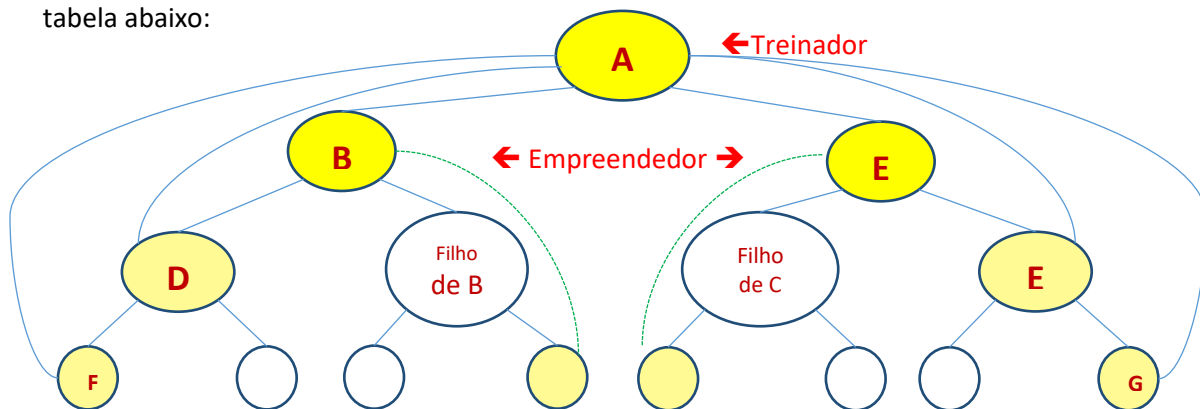 tabela abaixo:
A
🡸Treinador
B
🡸 Empreendedor 🡺
E
D
Filho
de B
Filho
de C
E
F
G